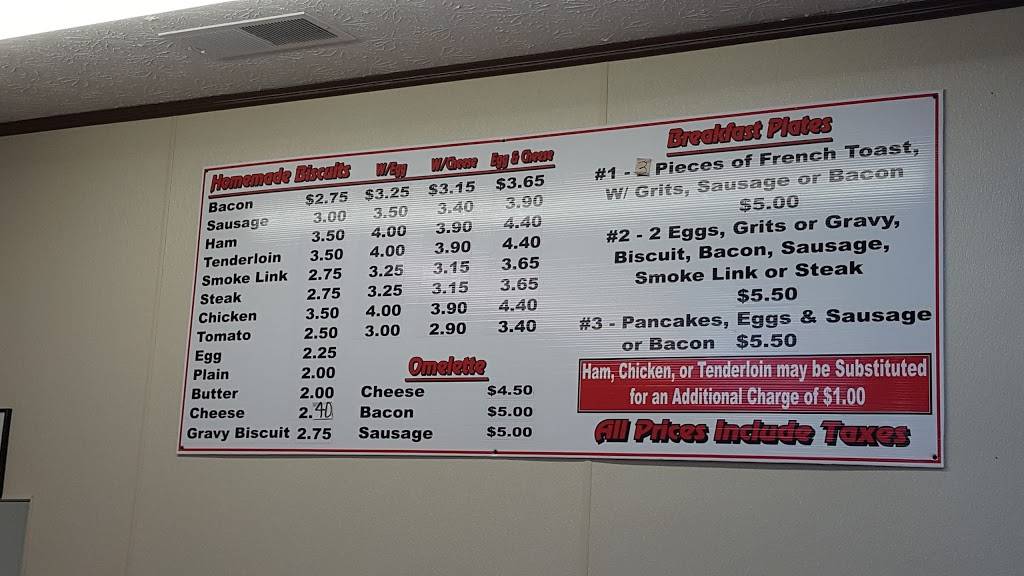 Homemade Biscuits W/Egg W/Cheese Egg & Cheese
Bacon $2.75 $3.25 $3.15 $3.65
Sausage 3.00 3.50 3.40 3.90
Ham 3.50 4.00 3.90 4.40
Tenderloin 3.50 4.00 3.90 4.40
Smoke Link 2.75 3.25 3.15 3.65
Steak 2.75 3.25 3.15 3.65
Chicken 3.50 4.00 3.90 4.40
Tomato 2.50 3.00 2.90 3.40
Egg 2.25
Plain 2.00
Butter 2.00
Cheese 2.40
Gravy Biscuit 2.75
Omelette
Cheese $4.50
Bacon $5.00
Sausage $5.00
Breakfast Plates
#1 - Pieces of French Toast,
W/ Grits, Sausage or Bacon
$5.00
#2 - 2 Eggs, Grits or Gravy,
Biscuit, Bacon, Sausage,
Smoke Link or Steak
$5.50
#3 - Pancakes, Eggs & Sausage
or Bacon $5.50
Ham, Chicken, or Tenderloin may be Substituted
for an Additional Charge of $1.00
All Prices Include Taxes